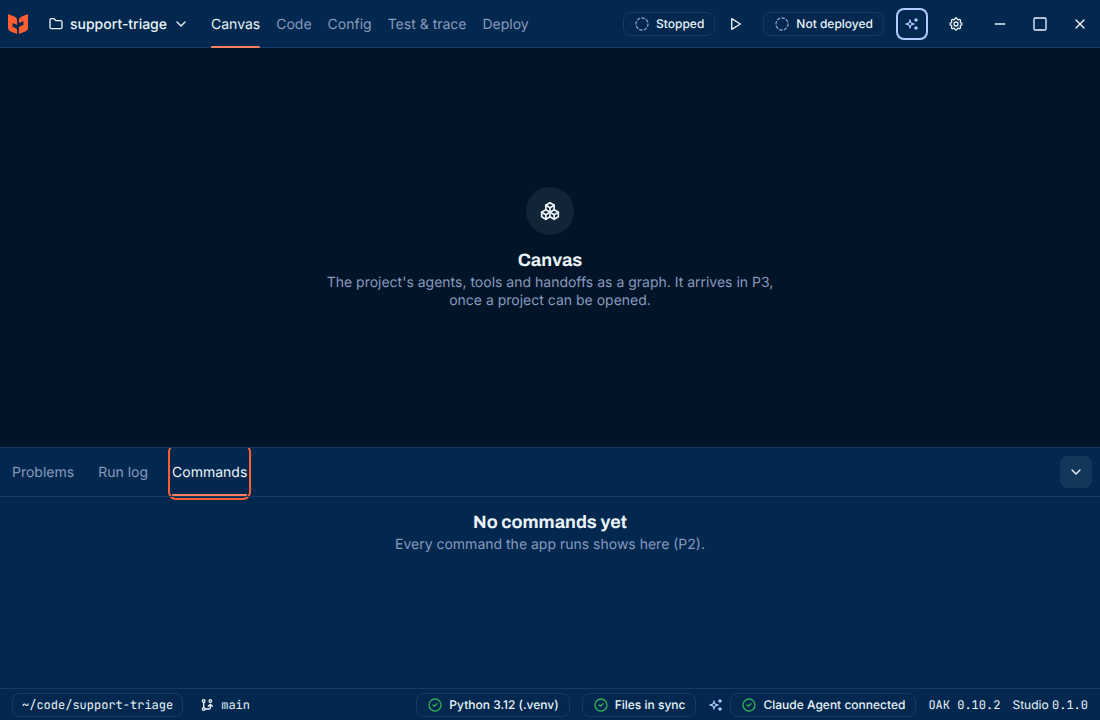 support-triage
Canvas
Code
Config
Test & trace
Deploy
Stopped
Not deployed
Canvas
The project's agents, tools and handoffs as a graph. It arrives in P3,
once a project can be opened.
Problems
Run log
Commands
No commands yet
Every command the app runs shows here (P2).
~/code/support-triage
main
Python 3.12 (.venv)
Files in sync
Claude Agent connected
OAK 0.10.2
Studio 0.1.0